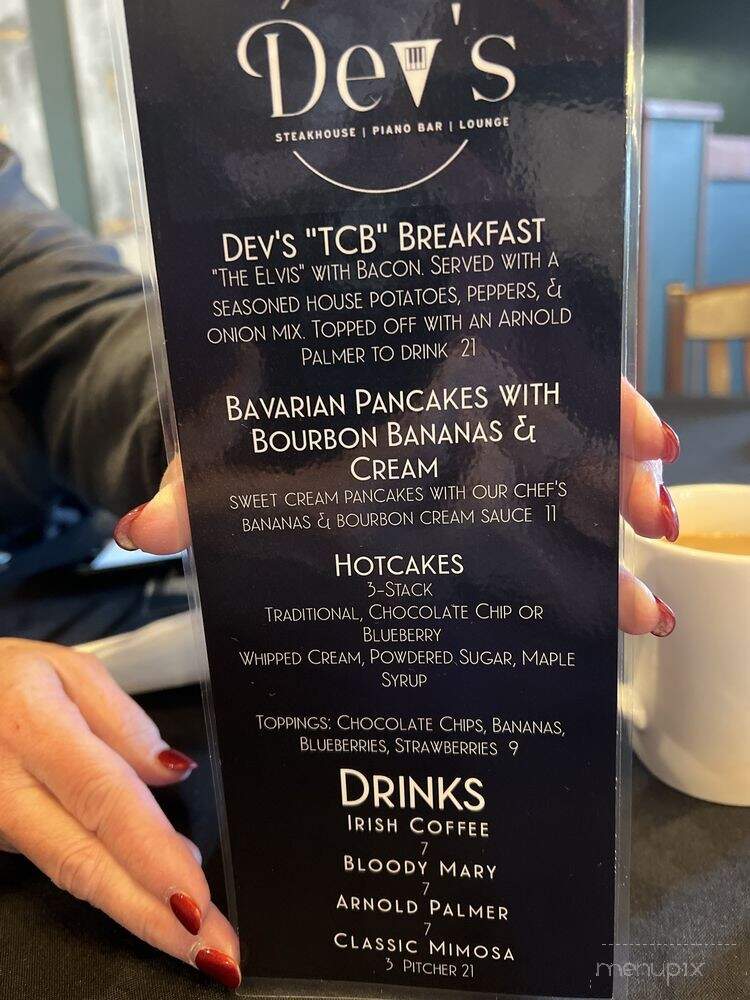 Dev's
STEAKHOUSE | PIANO BAR | LOUNGE
DEV'S "TCB" BREAKFAST
"THE ELVIS" WITH BACON. SERVED WITH A
SEASONED HOUSE POTATOES, PEPPERS, &
ONION MIX. TOPPED OFF WITH AN ARNOLD
PALMER TO DRINK 21
BAVARIAN PANCAKES WITH
BOURBON BANANAS &
CREAM
SWEET CREAM PANCAKES WITH OUR CHEF'S
BANANAS & BOURBON CREAM SAUCE 11
HOTCAKES
3-STACK
TRADITIONAL, CHOCOLATE CHIP OR
BLUEBERRY
WHIPPED CREAM, POWDERED SUGAR, MAPLE
SYRUP
TOPPINGS: CHOCOLATE CHIPS, BANANAS,
BLUEBERRIES, STRAWBERRIES 9
DRINKS
IRISH COFFEE
7
BLOODY MARY
7
ARNOLD PALMER
7
CLASSIC MIMOSA
3 PITCHER 21
menupix